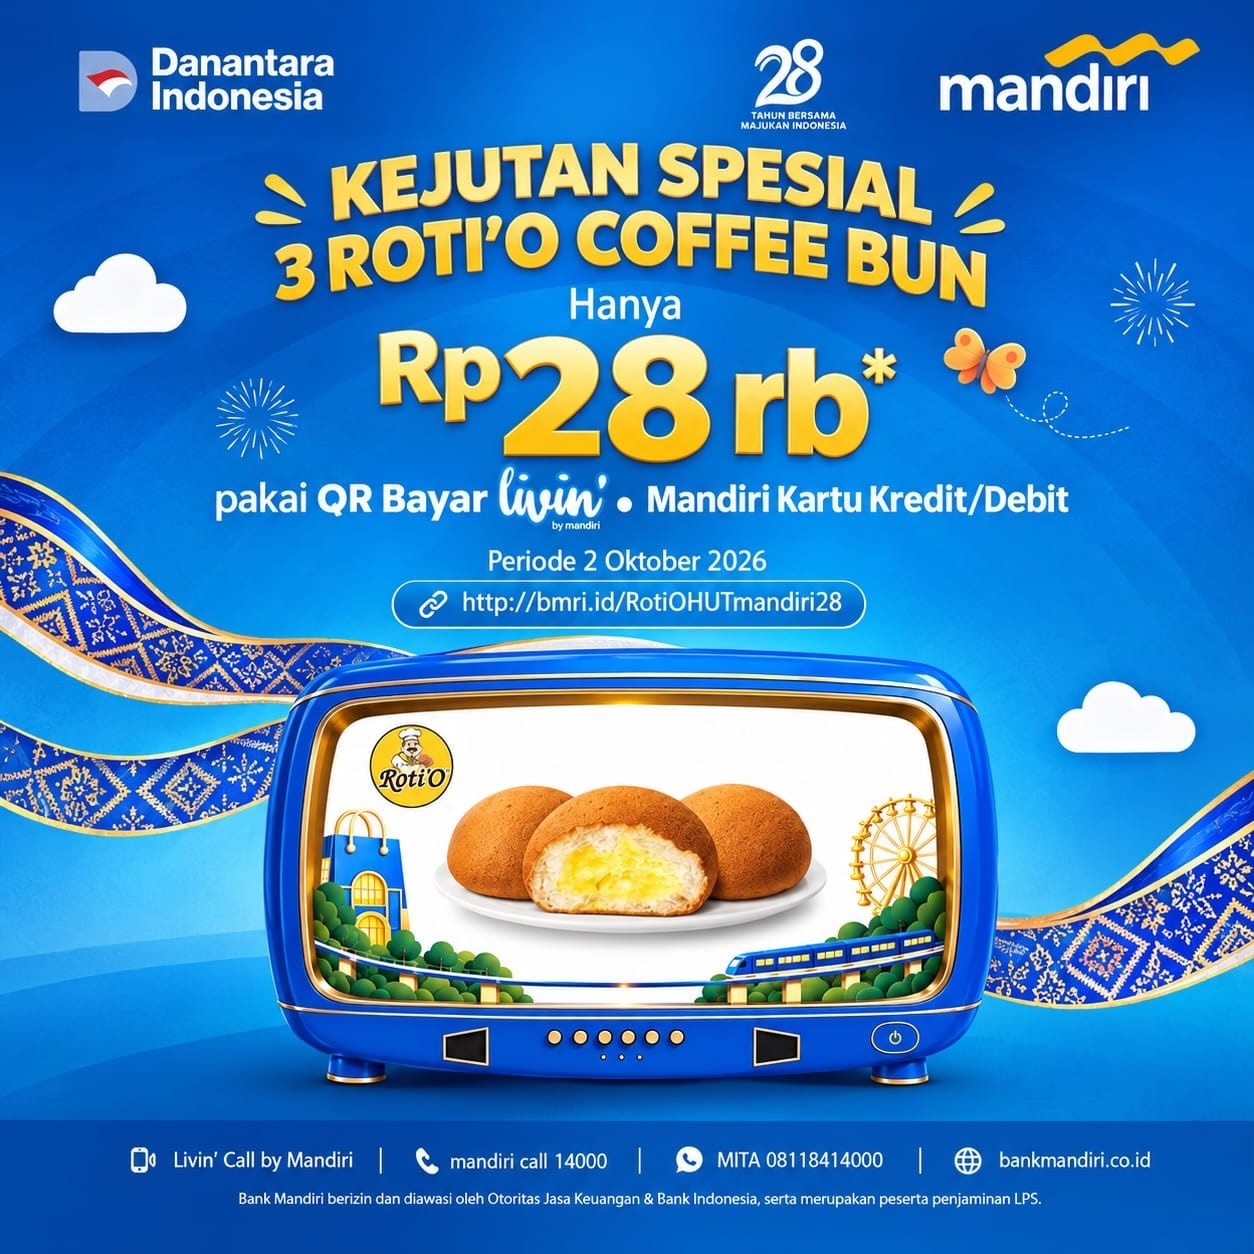 Danantara
Indonesia
28
TAHUN BERSAMA
MAJUKAN INDONESIA
mandiri
KEJUTAN SPESIAL
3 ROTI'O COFFEE BUN
Hanya
Rp28 rb*
pakai QR Bayar livin' by mandiri • Mandiri Kartu Kredit/Debit
Periode 2 Oktober 2026
http://bmri.id/RotiOHUTmandiri28
Roti'O
Livin' Call by Mandiri | mandiri call 14000 | MITA 08118414000 | bankmandiri.co.id
Bank Mandiri berizin dan diawasi oleh Otoritas Jasa Keuangan & Bank Indonesia, serta merupakan peserta penjaminan LPS.